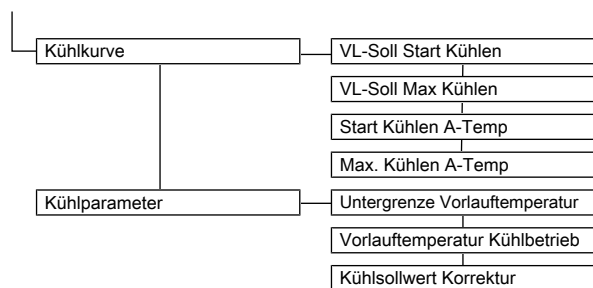 Kühlkurve
VL-Soll Start Kühlen
VL-Soll Max Kühlen
Start Kühlen A-Temp
Max. Kühlen A-Temp
Kühlparameter
Untergrenze Vorlauftemperatur
Vorlauftemperatur Kühlbetrieb
Kühlsollwert Korrektur